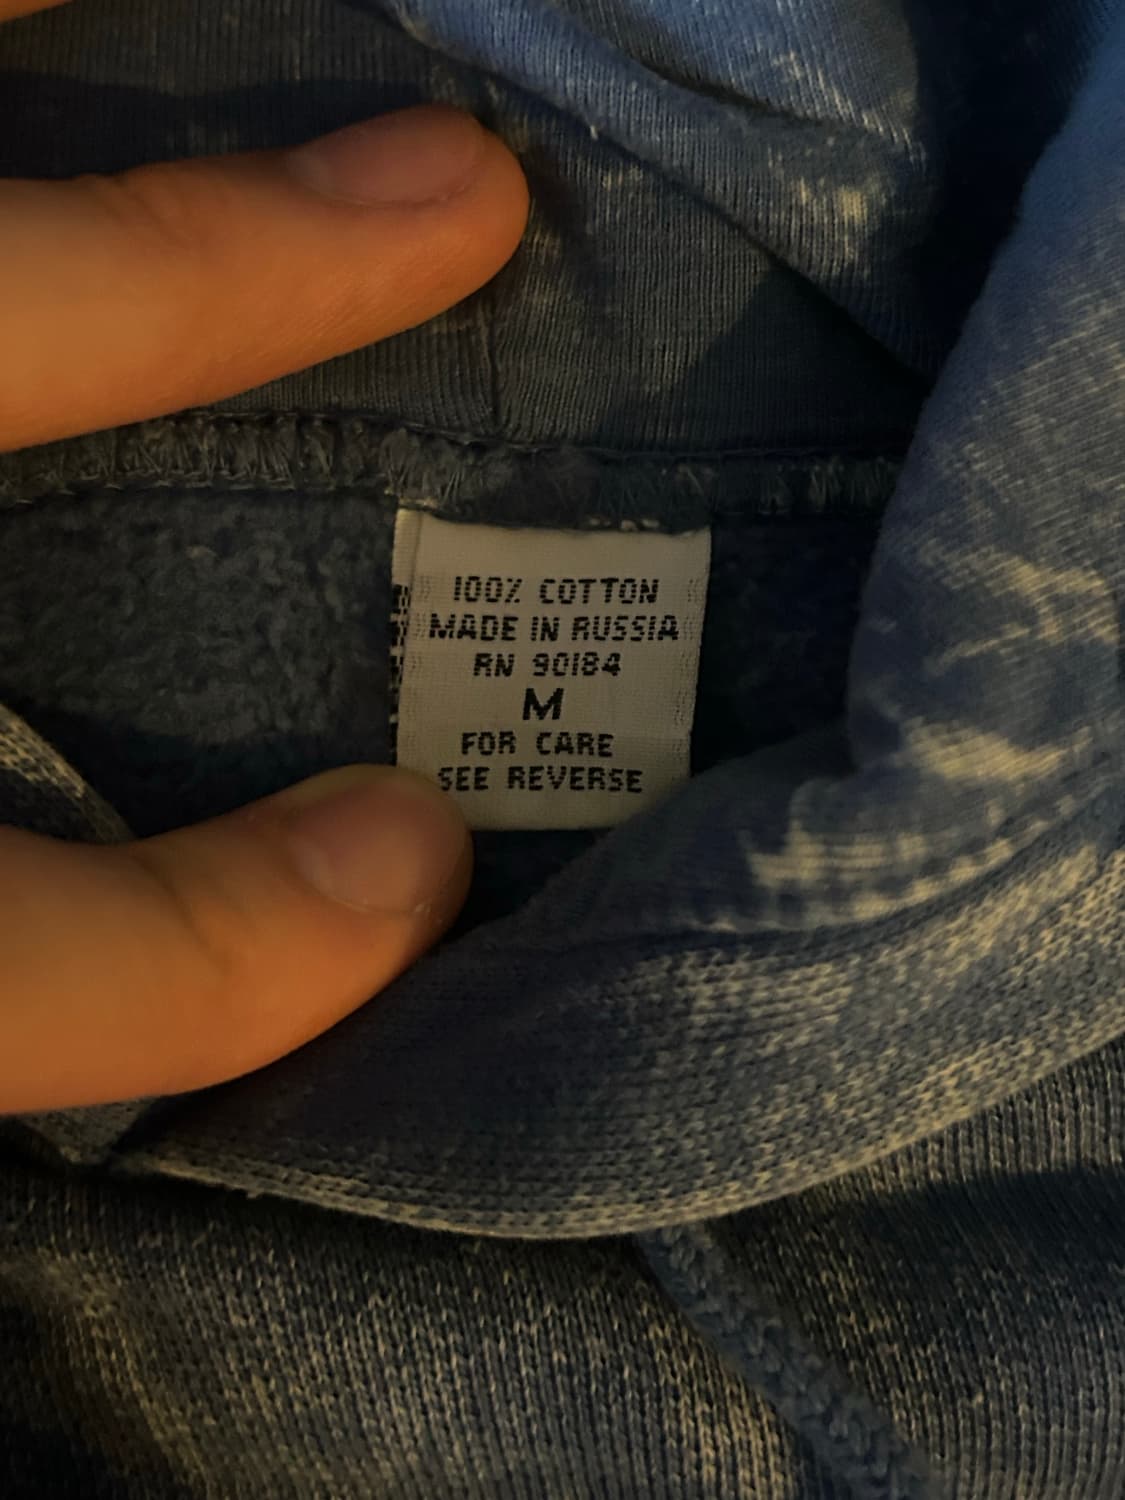 100% COTTON
MADE IN RUSSIA
RN 90184
M
FOR CARE
SEE REVERSE